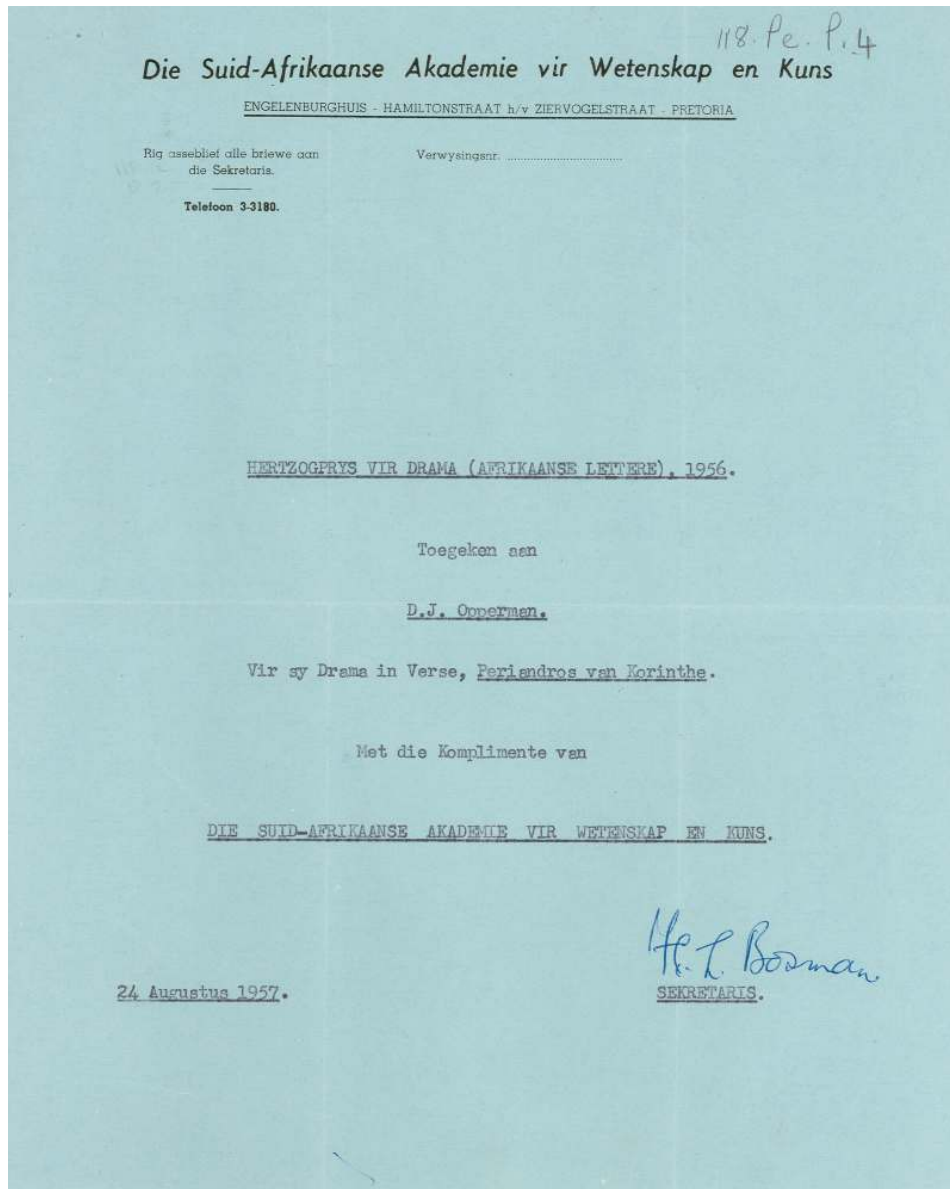 118. Pe. P. 4
Die Suid-Afrikaanse Akademie vir Wetenskap en Kuns
ENGELENBURGHUIS - HAMILTONSTRAAT h/v ZIERVOGELSTRAAT - PRETORIA
Rig asseblief alle briewe aan
die Sekretaris.
Verwysingsnr. ....................................
Telefoon 3-3180.
HERTZOGPRYS VIR DRAMA (AFRIKAANSE LETTERE), 1956.
Toegeken aan
D.J. Opperman.
Vir sy Drama in Verse, Periandros van Korinthe.
Met die Komplimente van
DIE SUID-AFRIKAANSE AKADEMIE VIR WETENSKAP EN KUNS.
F.C.L. Bosman
24 Augustus 1957.
SEKRETARIS.